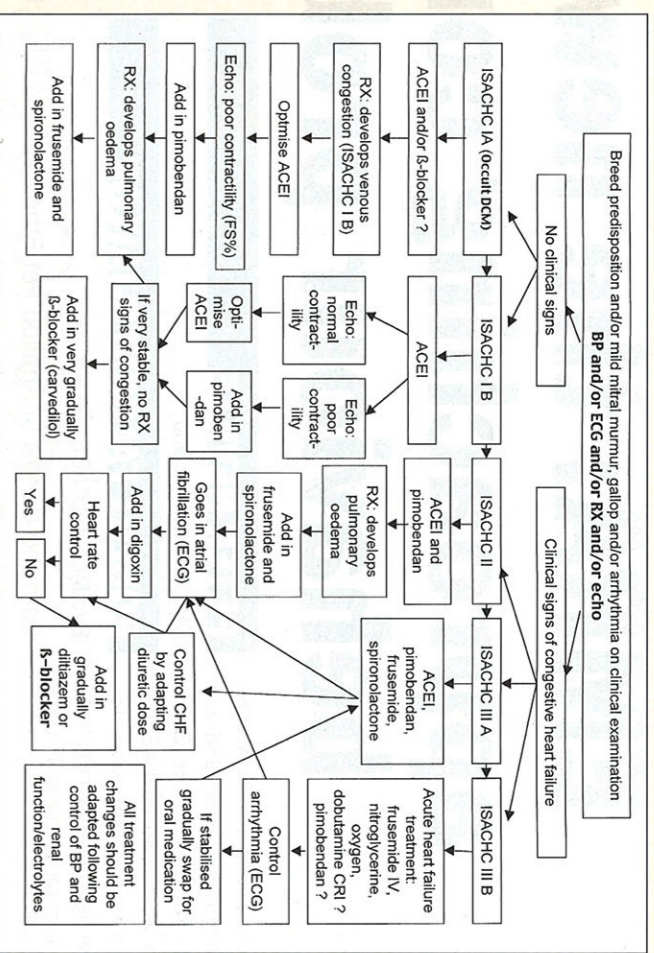 Breed predisposition and/or mild mitral murmur, gallop and/or arrhythmia on clinical examination
BP and/or ECG and/or RX and/or echo
No clinical signs
Clinical signs of congestive heart failure
ISACHC IA (Occult DCM)
ISACHC I B
ISACHC II
ISACHC III A
ISACHC III B
ACEI and/or ß-blocker ?
RX: develops venous
congestion (ISACHC I B)
Optmise ACEI
Echo: poor contractility (FS%)
Add in pimobendan
RX: develops pulmonary
oedema
Add in frusemide and
spironolactone
ACEI
Echo:
normal
contract-
ility
Echo:
poor
contract-
ility
Opti-
mise
ACEI
Add in
pimoben
-dan
If very stable, no RX
signs of congestion
Add in very gradually
ß-blocker (carvedilol)
ACEI and
pimobendan
RX: develops
pulmonary
oedema
Add in
frusemide and
spironolactone
Goes in atrial
fibrillation (ECG)
Add in digoxin
Heart rate
control
Yes
No
ACEI,
pimobendan,
frusemide,
spironolactone
Control CHF
by adapting
diuretic dose
Add in
gradually
diltiazem or
ß-blocker
Acute heart failure
treatment:
frusemide IV,
nitroglycerine,
oxygen,
dobutamine CRI ?
pimobendan ?
Control
arrhythmia (ECG)
If stabilised
gradually swap for
oral medication
All treatment
changes should be
adapted following
control of BP and
renal
function/electrolytes